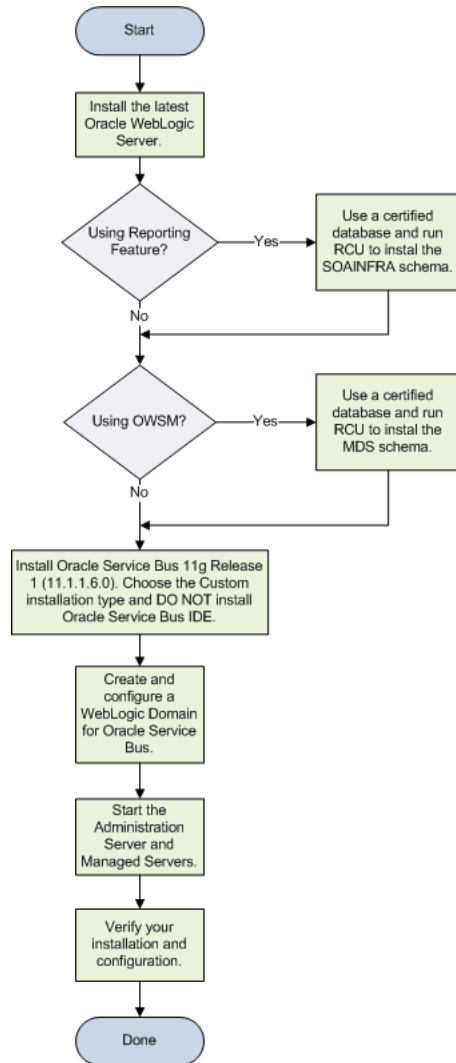 Start
Install the latest
Oracle WebLogic
Server.
Using Reporting
Feature?
Yes
Use a certified
database and run
RCU to instal the
SOAINFRA schema.
No
Using OWSM?
Yes
Use a certified
database and run
RCU to instal the
MDS schema.
No
Install Oracle Service Bus 11g Release
1 (11.1.1.6.0). Choose the Custom
installation type and DO NOT install
Oracle Service Bus IDE.
Create and
configure a
WebLogic Domain
for Oracle Service
Bus.
Start the
Administration
Server and
Managed Servers.
Verify your
installation and
configuration.
Done